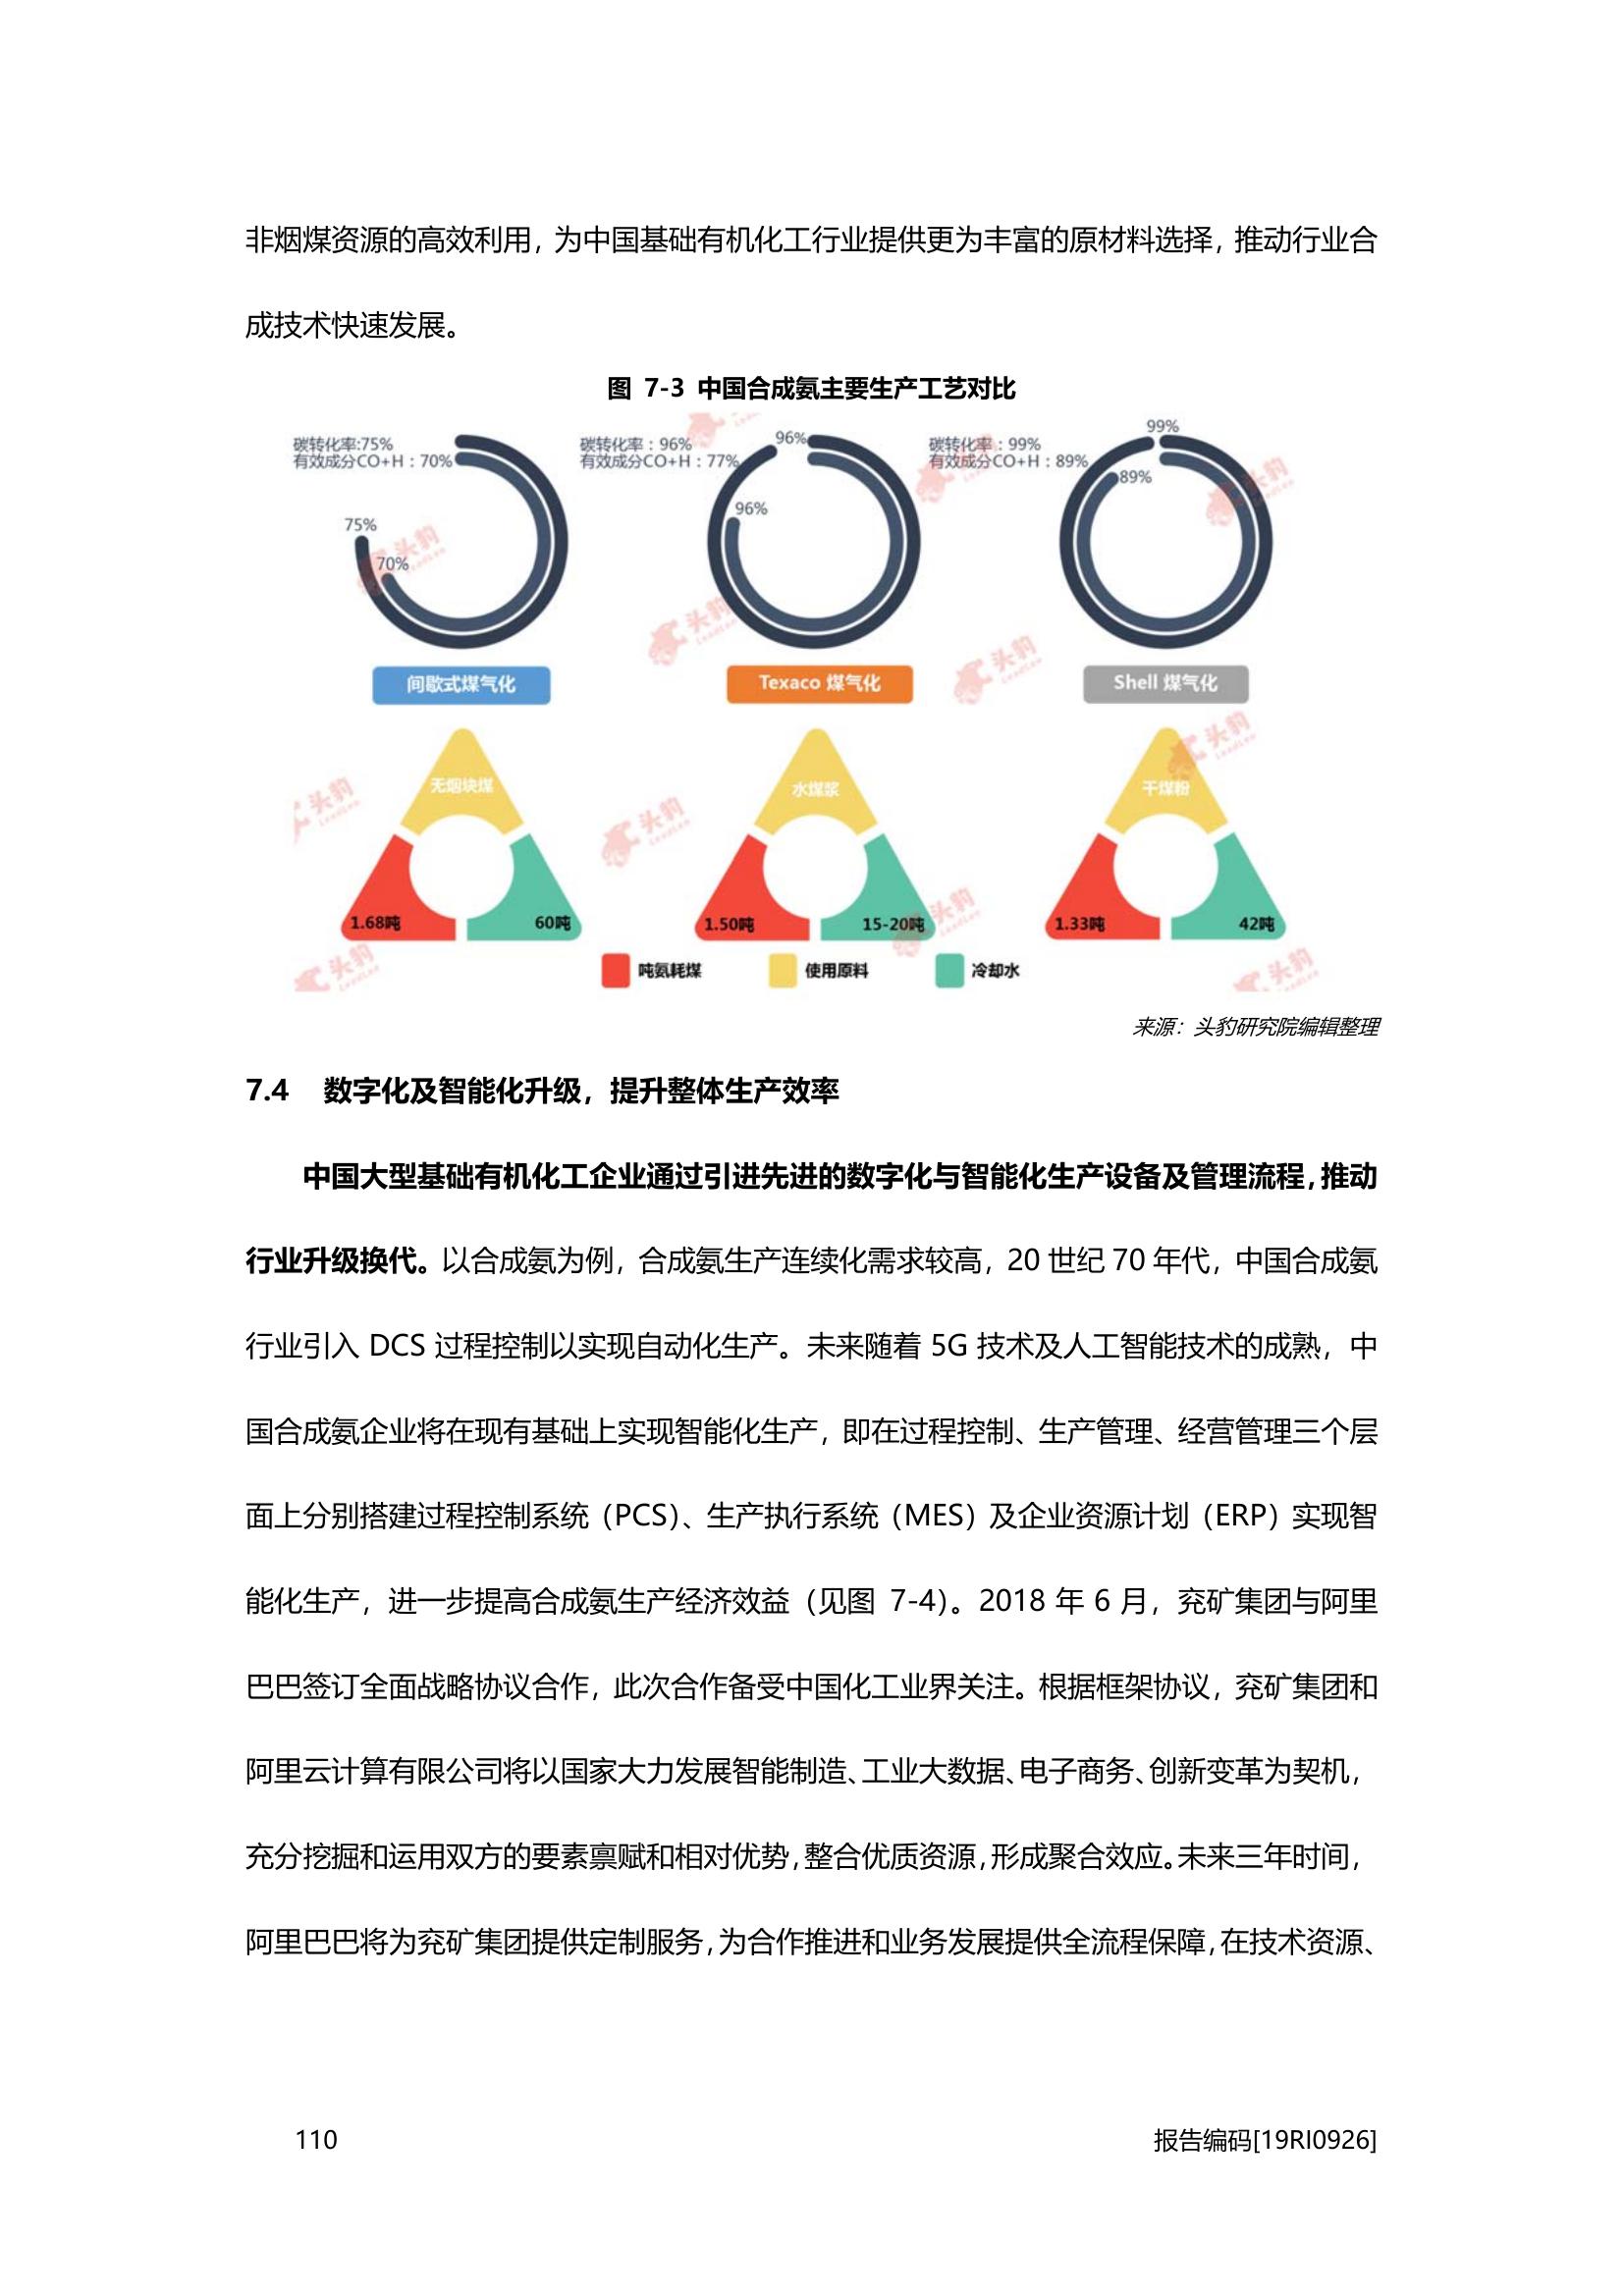 非烟煤资源的高效利用，为中国基础有机化工行业提供更为丰富的原材料选择，推动行业合
成技术快速发展。
图 7-3 中国合成氨主要生产工艺对比
碳转化率:75%
有效成分CO+H：70%
75%
70%
碳转化率：96%
有效成分CO+H：77%
96%
96%
碳转化率：99%
有效成分CO+H：89%
99%
89%
间歇式煤气化
Texaco 煤气化
Shell 煤气化
无烟块煤
水煤浆
干煤粉
1.68吨
60吨
1.50吨
15-20吨
1.33吨
42吨
吨氨耗煤
使用原料
冷却水
头豹
LeadLeo
来源：头豹研究院编辑整理
7.4 数字化及智能化升级，提升整体生产效率
中国大型基础有机化工企业通过引进先进的数字化与智能化生产设备及管理流程，推动
行业升级换代。以合成氨为例，合成氨生产连续化需求较高，20 世纪 70 年代，中国合成氨
行业引入 DCS 过程控制以实现自动化生产。未来随着 5G 技术及人工智能技术的成熟，中
国合成氨企业将在现有基础上实现智能化生产，即在过程控制、生产管理、经营管理三个层
面上分别搭建过程控制系统（PCS）、生产执行系统（MES）及企业资源计划（ERP）实现智
能化生产，进一步提高合成氨生产经济效益（见图 7-4）。2018 年 6 月，兖矿集团与阿里
巴巴签订全面战略协议合作，此次合作备受中国化工业界关注。根据框架协议，兖矿集团和
阿里云计算有限公司将以国家大力发展智能制造、工业大数据、电子商务、创新变革为契机，
充分挖掘和运用双方的要素禀赋和相对优势，整合优质资源，形成聚合效应。未来三年时间，
阿里巴巴将为兖矿集团提供定制服务，为合作推进和业务发展提供全流程保障，在技术资源、
110
报告编码[19RI0926]